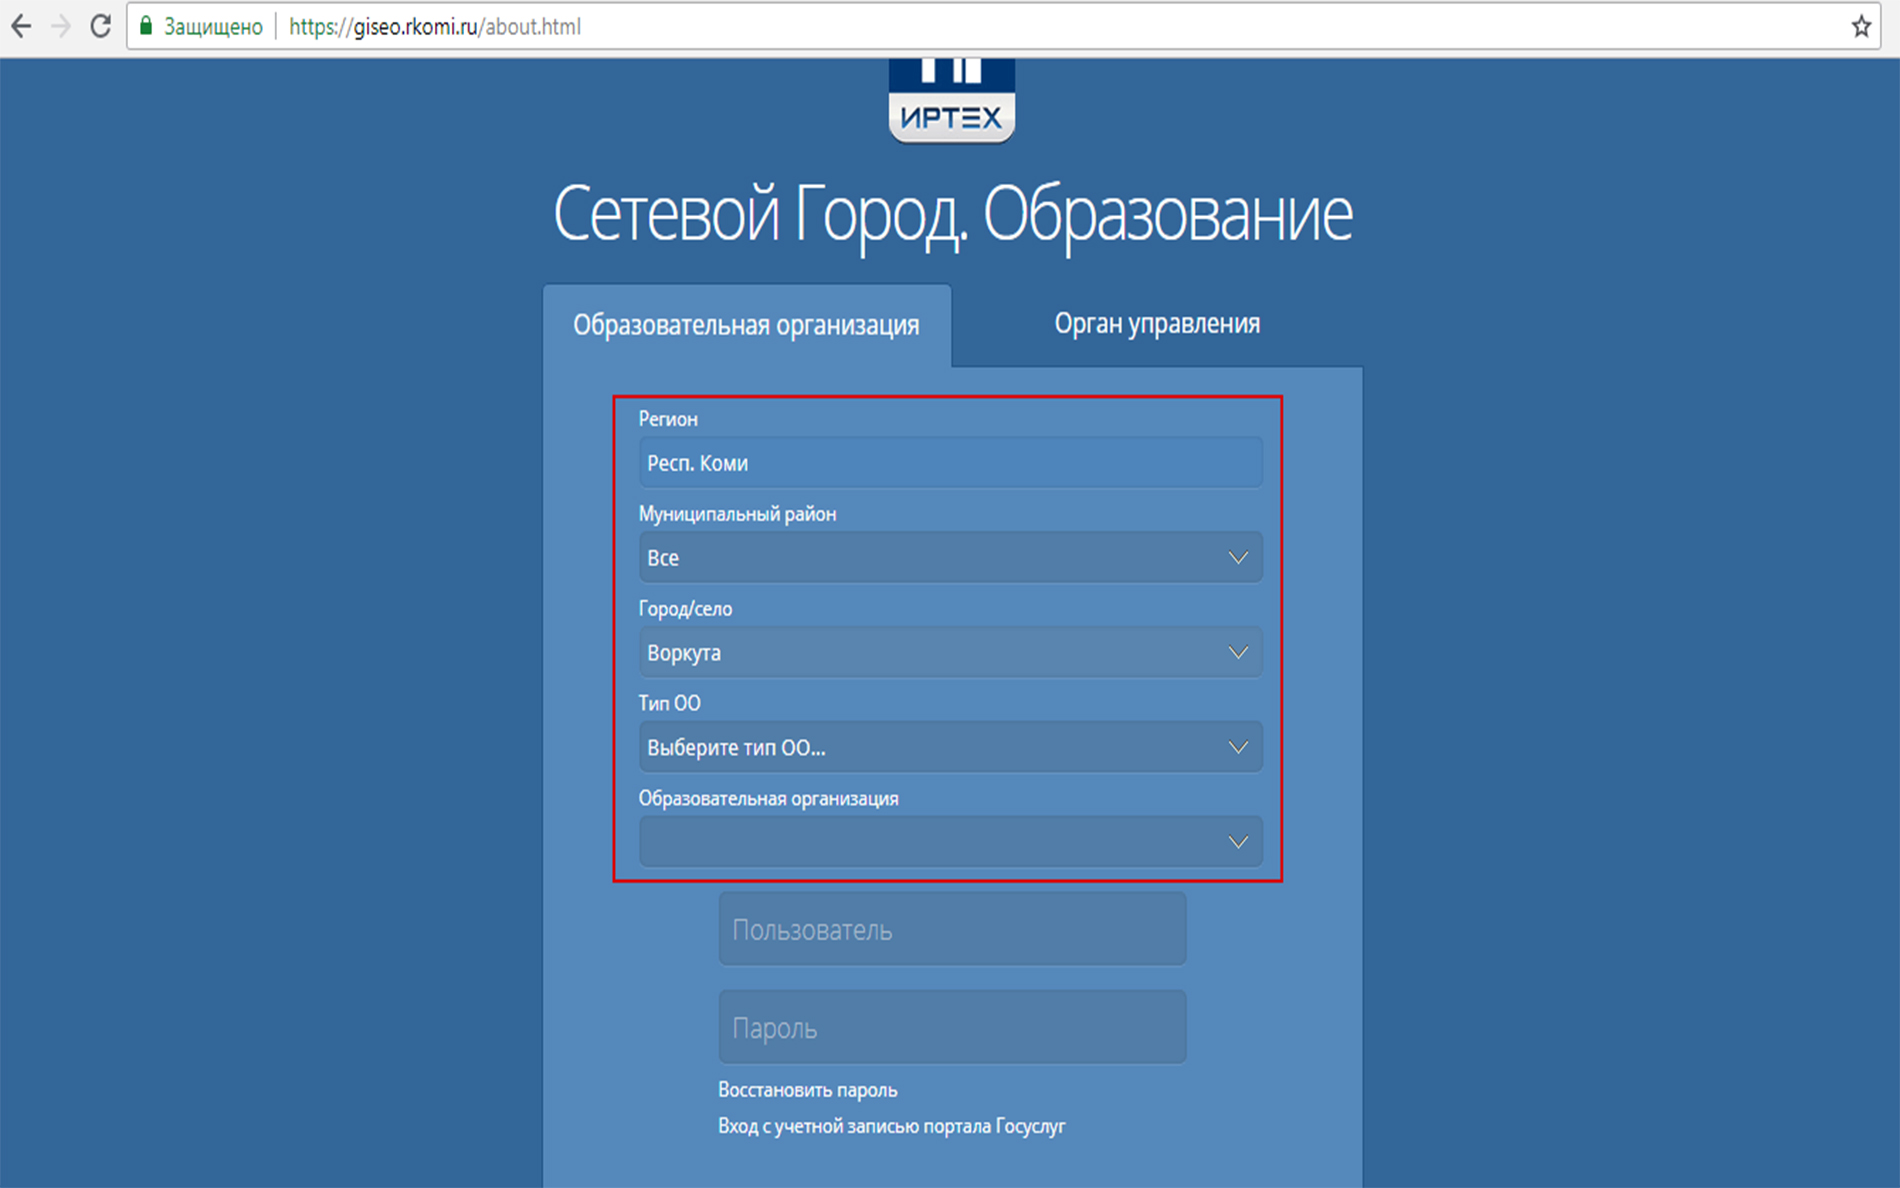 Защищено https://giseo.rkomi.ru/about.html
ИРТЕХ
Сетевой Город. Образование
Образовательная организация
Орган управления
Регион
Респ. Коми
Муниципальный район
Все
Город/село
Воркута
Тип ОО
Выберите тип ОО...
Образовательная организация
Пользователь
Пароль
Восстановить пароль
Вход с учетной записью портала Госуслуг